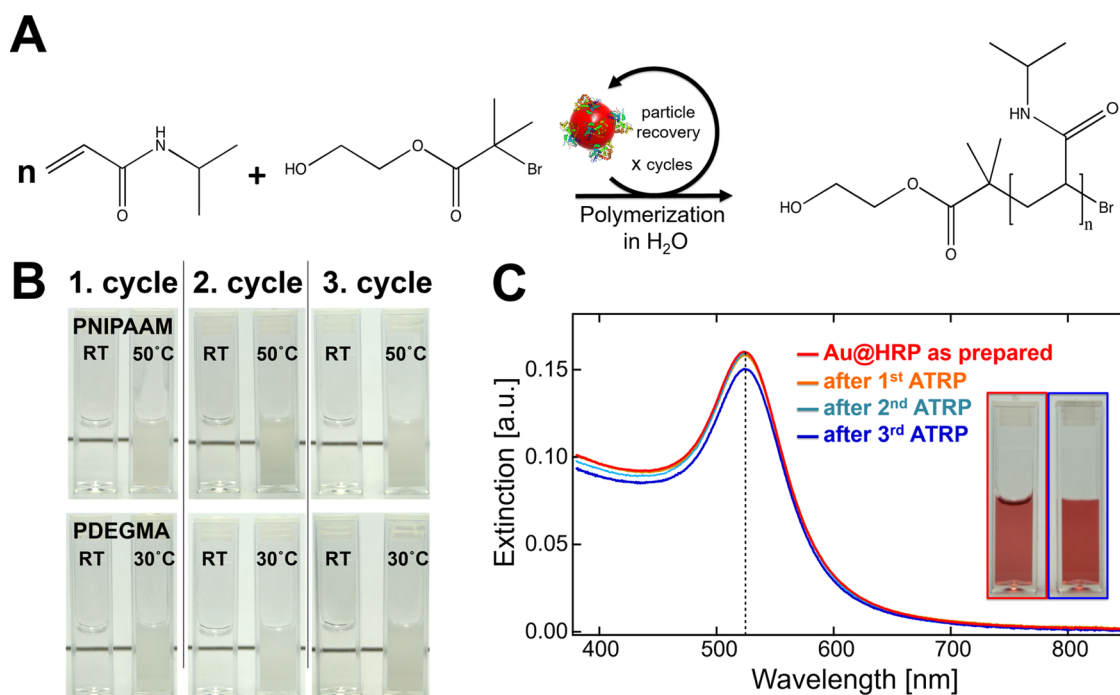 A
n
H
N
O
+
HO
O
O
Br
particle
recovery
x cycles
Polymerization
in H₂O
HN
O
HO
O
O
Br
n
B
1. cycle
2. cycle
3. cycle
PNIPAAM
RT 50°C
RT 50°C
RT 50°C
PDEGMA
RT 30°C
RT 30°C
RT 30°C
C
Extinction [a.u.]
0.15
0.10
0.05
0.00
Au@HRP as prepared
after 1st ATRP
after 2nd ATRP
after 3rd ATRP
400 500 600 700 800
Wavelength [nm]